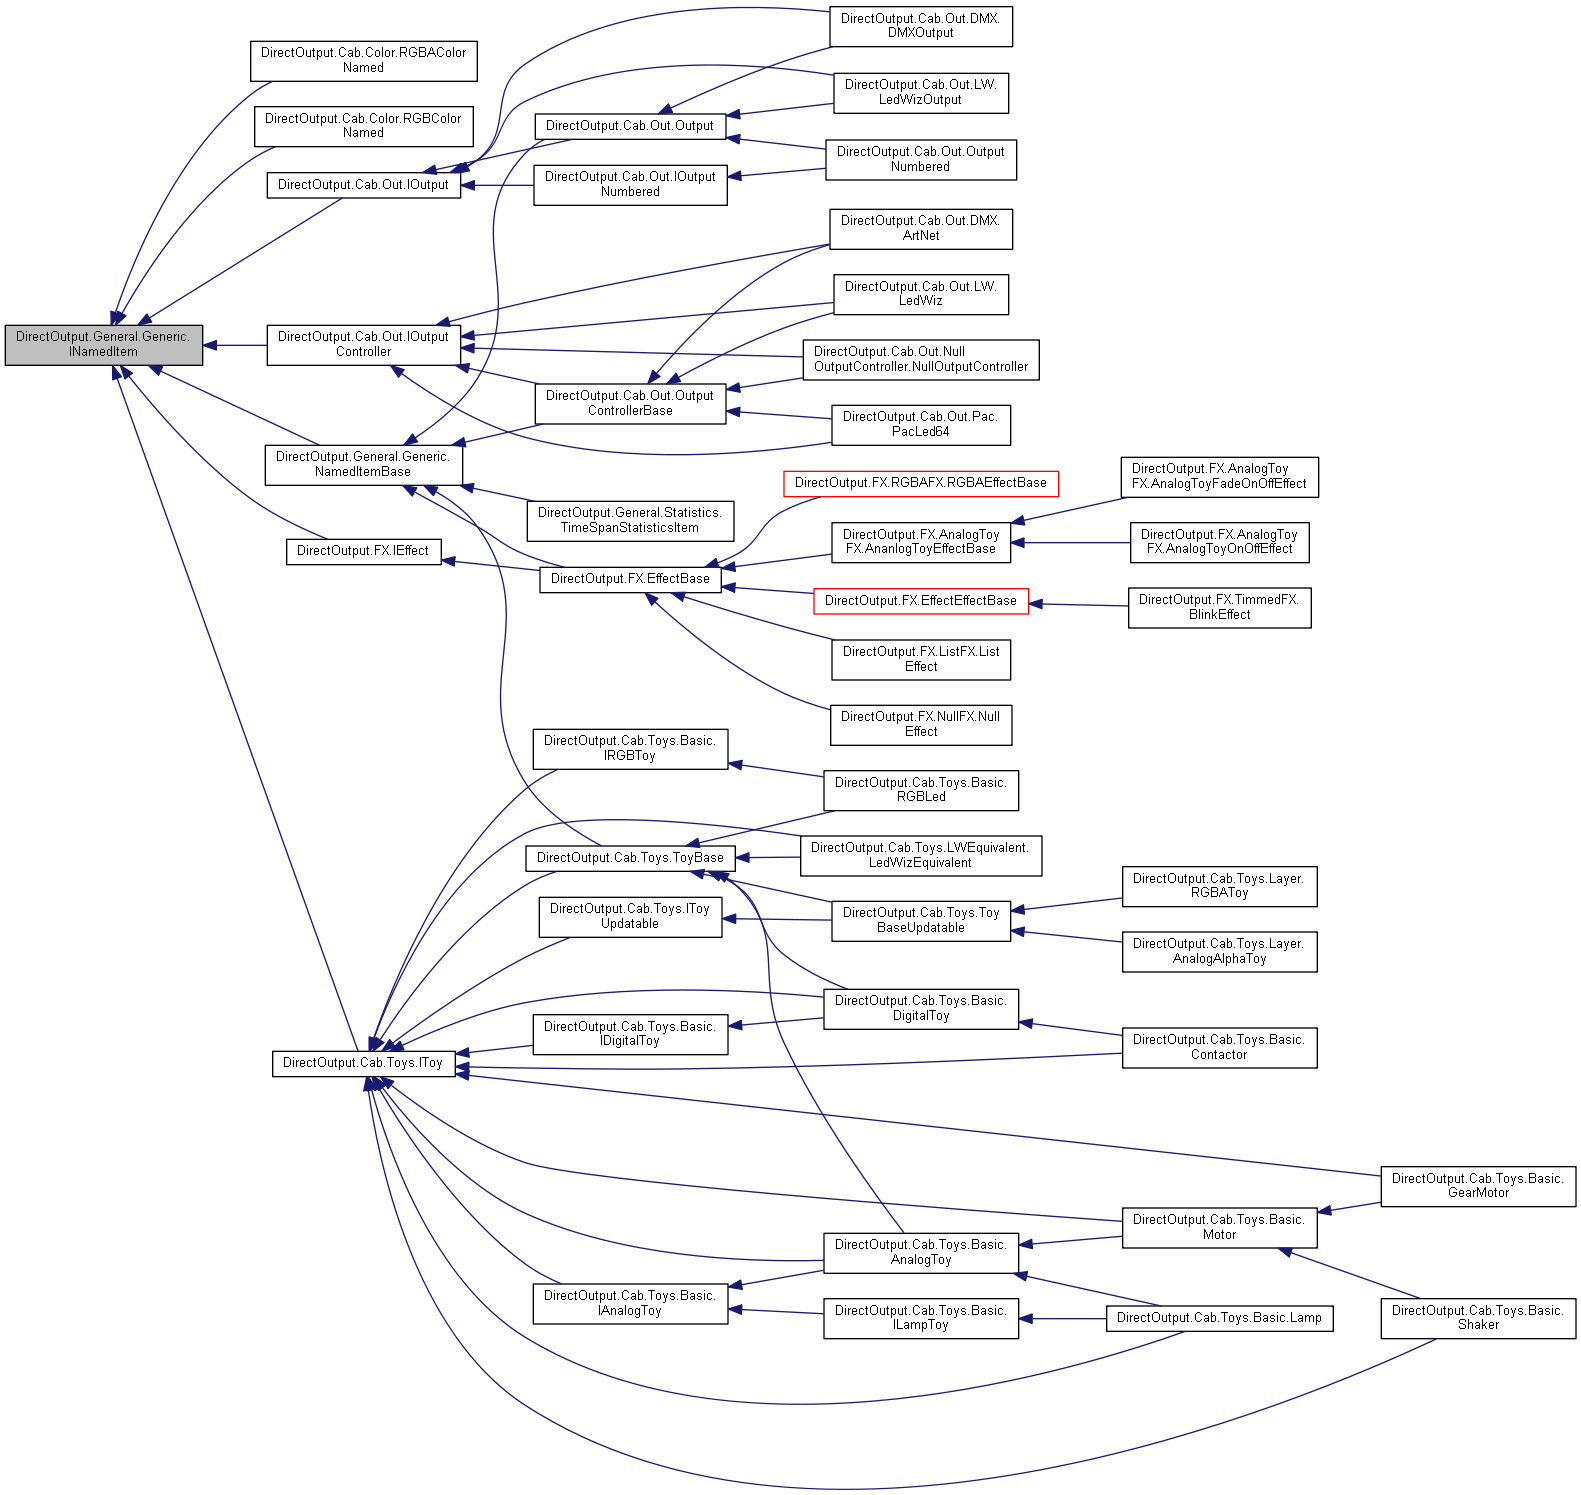 DirectOutput.Cab.Out.DMX.
DMXOutput
DirectOutput.Cab.Color.RGBAColor
Named
DirectOutput.Cab.Out.LW.
LedWizOutput
DirectOutput.Cab.Color.RGBColor
Named
DirectOutput.Cab.Out.Output
DirectOutput.Cab.Out.Output
Numbered
DirectOutput.Cab.Out.IOutput
DirectOutput.Cab.Out.IOutput
Numbered
DirectOutput.Cab.Out.DMX.
ArtNet
DirectOutput.Cab.Out.LW.
LedWiz
DirectOutput.General.Generic.
INamedItem
DirectOutput.Cab.Out.IOutput
Controller
DirectOutput.Cab.Out.Null
OutputController.NullOutputController
DirectOutput.Cab.Out.Output
ControllerBase
DirectOutput.Cab.Out.Pac.
PacLed64
DirectOutput.General.Generic.
NamedItemBase
DirectOutput.FX.RGBAFX.RGBAEffectBase
DirectOutput.FX.AnalogToy
FX.AnalogToyFadeOnOffEffect
DirectOutput.General.Statistics.
TimeSpanStatisticsItem
DirectOutput.FX.AnalogToy
FX.AnanlogToyEffectBase
DirectOutput.FX.AnalogToy
FX.AnalogToyOnOffEffect
DirectOutput.FX.IEffect
DirectOutput.FX.EffectBase
DirectOutput.FX.EffectEffectBase
DirectOutput.FX.TimmedFX.
BlinkEffect
DirectOutput.FX.ListFX.List
Effect
DirectOutput.FX.NullFX.Null
Effect
DirectOutput.Cab.Toys.Basic.
IRGBToy
DirectOutput.Cab.Toys.Basic.
RGBLed
DirectOutput.Cab.Toys.ToyBase
DirectOutput.Cab.Toys.LWEquivalent.
LedWizEquivalent
DirectOutput.Cab.Toys.Layer.
RGBAToy
DirectOutput.Cab.Toys.IToy
Updatable
DirectOutput.Cab.Toys.Toy
BaseUpdatable
DirectOutput.Cab.Toys.Layer.
AnalogAlphaToy
DirectOutput.Cab.Toys.Basic.
DigitalToy
DirectOutput.Cab.Toys.Basic.
IDigitalToy
DirectOutput.Cab.Toys.Basic.
Contactor
DirectOutput.Cab.Toys.IToy
DirectOutput.Cab.Toys.Basic.
GearMotor
DirectOutput.Cab.Toys.Basic.
Motor
DirectOutput.Cab.Toys.Basic.
AnalogToy
DirectOutput.Cab.Toys.Basic.
IAnalogToy
DirectOutput.Cab.Toys.Basic.
ILampToy
DirectOutput.Cab.Toys.Basic.Lamp
DirectOutput.Cab.Toys.Basic.
Shaker